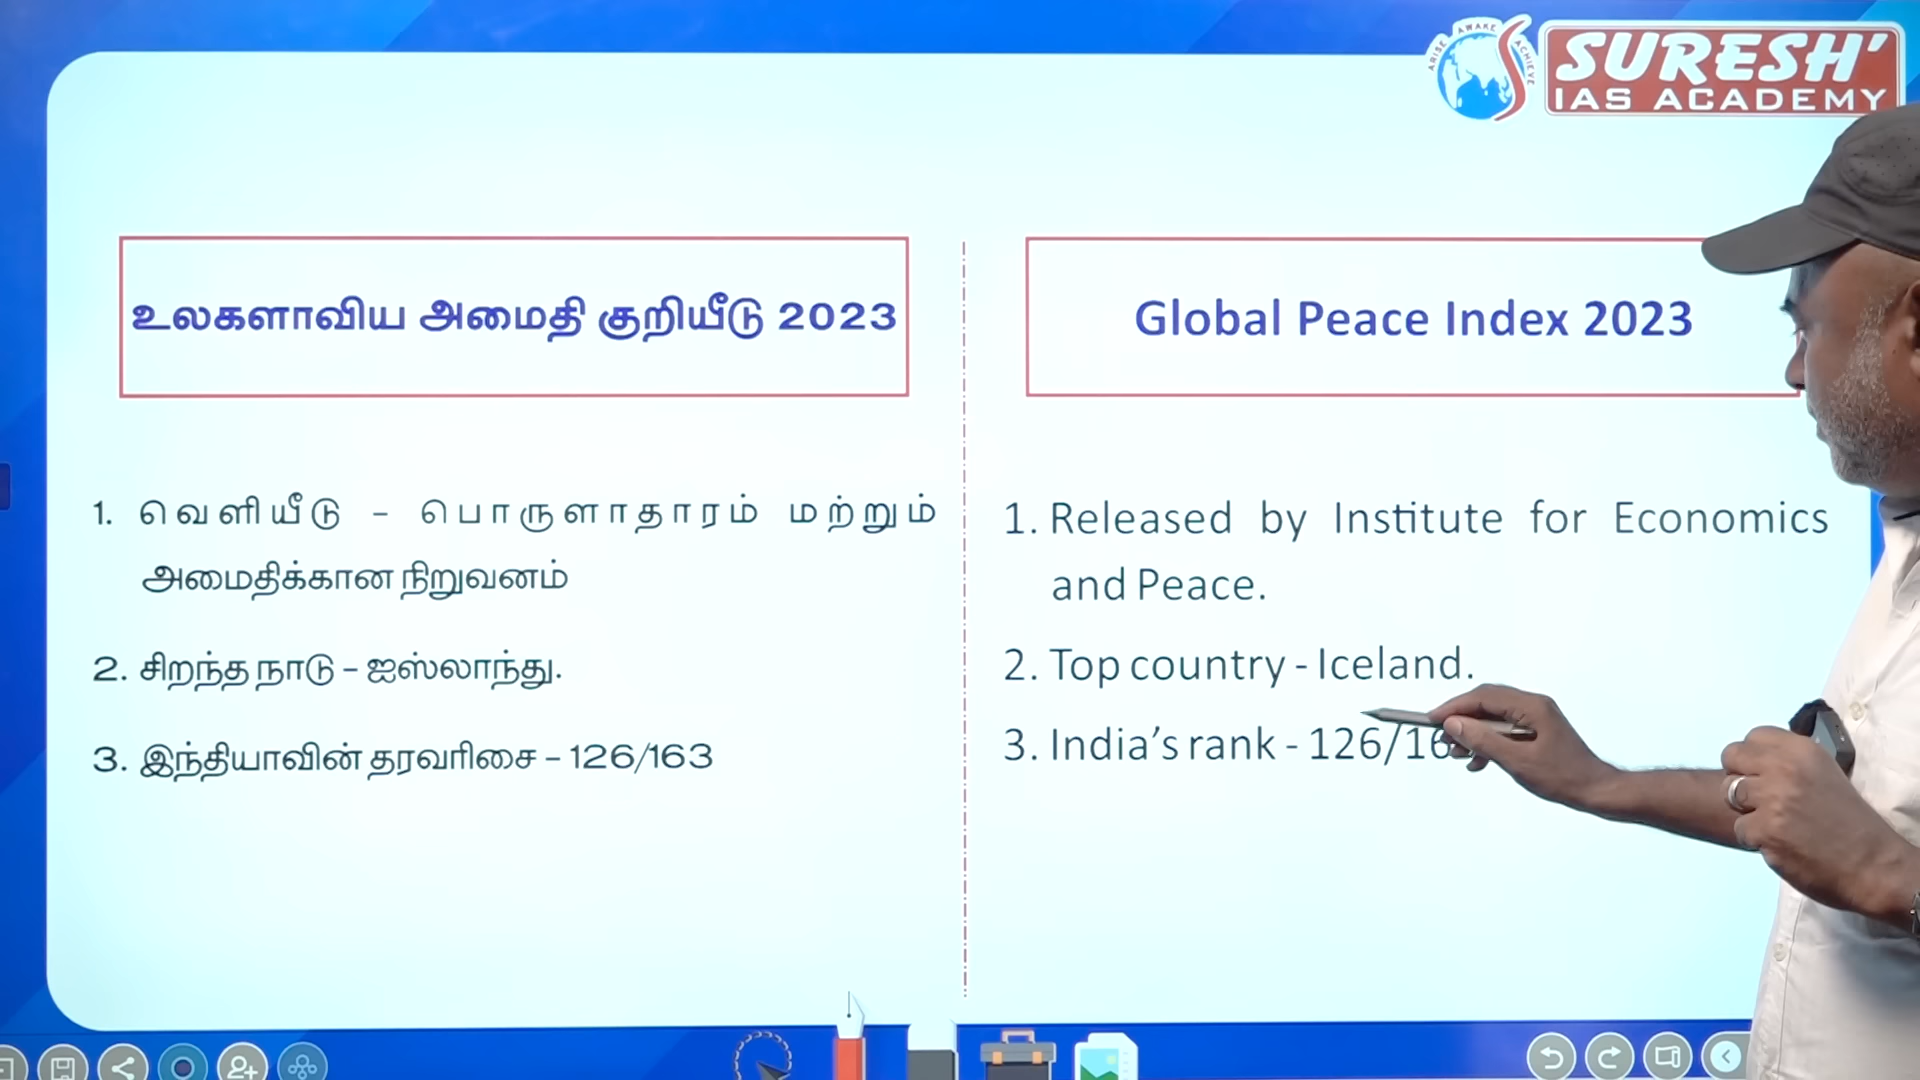 ARISE AWAKE ACHIEVE
SURESH'
IAS ACADEMY
உலகளாவிய அமைதி குறியீடு 2023
1. வெளியீடு - பொருளாதாரம் மற்றும்
அமைதிக்கான நிறுவனம்
2. சிறந்த நாடு - ஐஸ்லாந்து.
3. இந்தியாவின் தரவரிசை - 126/163
Global Peace Index 2023
1. Released by Institute for Economics
and Peace.
2. Top country - Iceland.
3. India's rank - 126/163